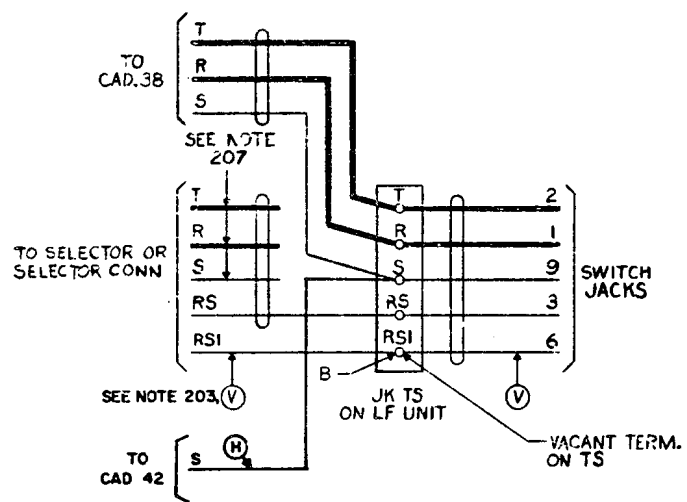 T
TO
CAD.38
R
S
SEE NOTE
207
T
T
2
R
R
1
TO SELECTOR OR
SELECTOR CONN
S
S
9
SWITCH
JACKS
RS
RS
3
RS1
RS1
6
B
SEE NOTE 203,
V
JK TS
ON LF UNIT
V
VACANT TERM.
ON TS
H
TO
CAD 42
S